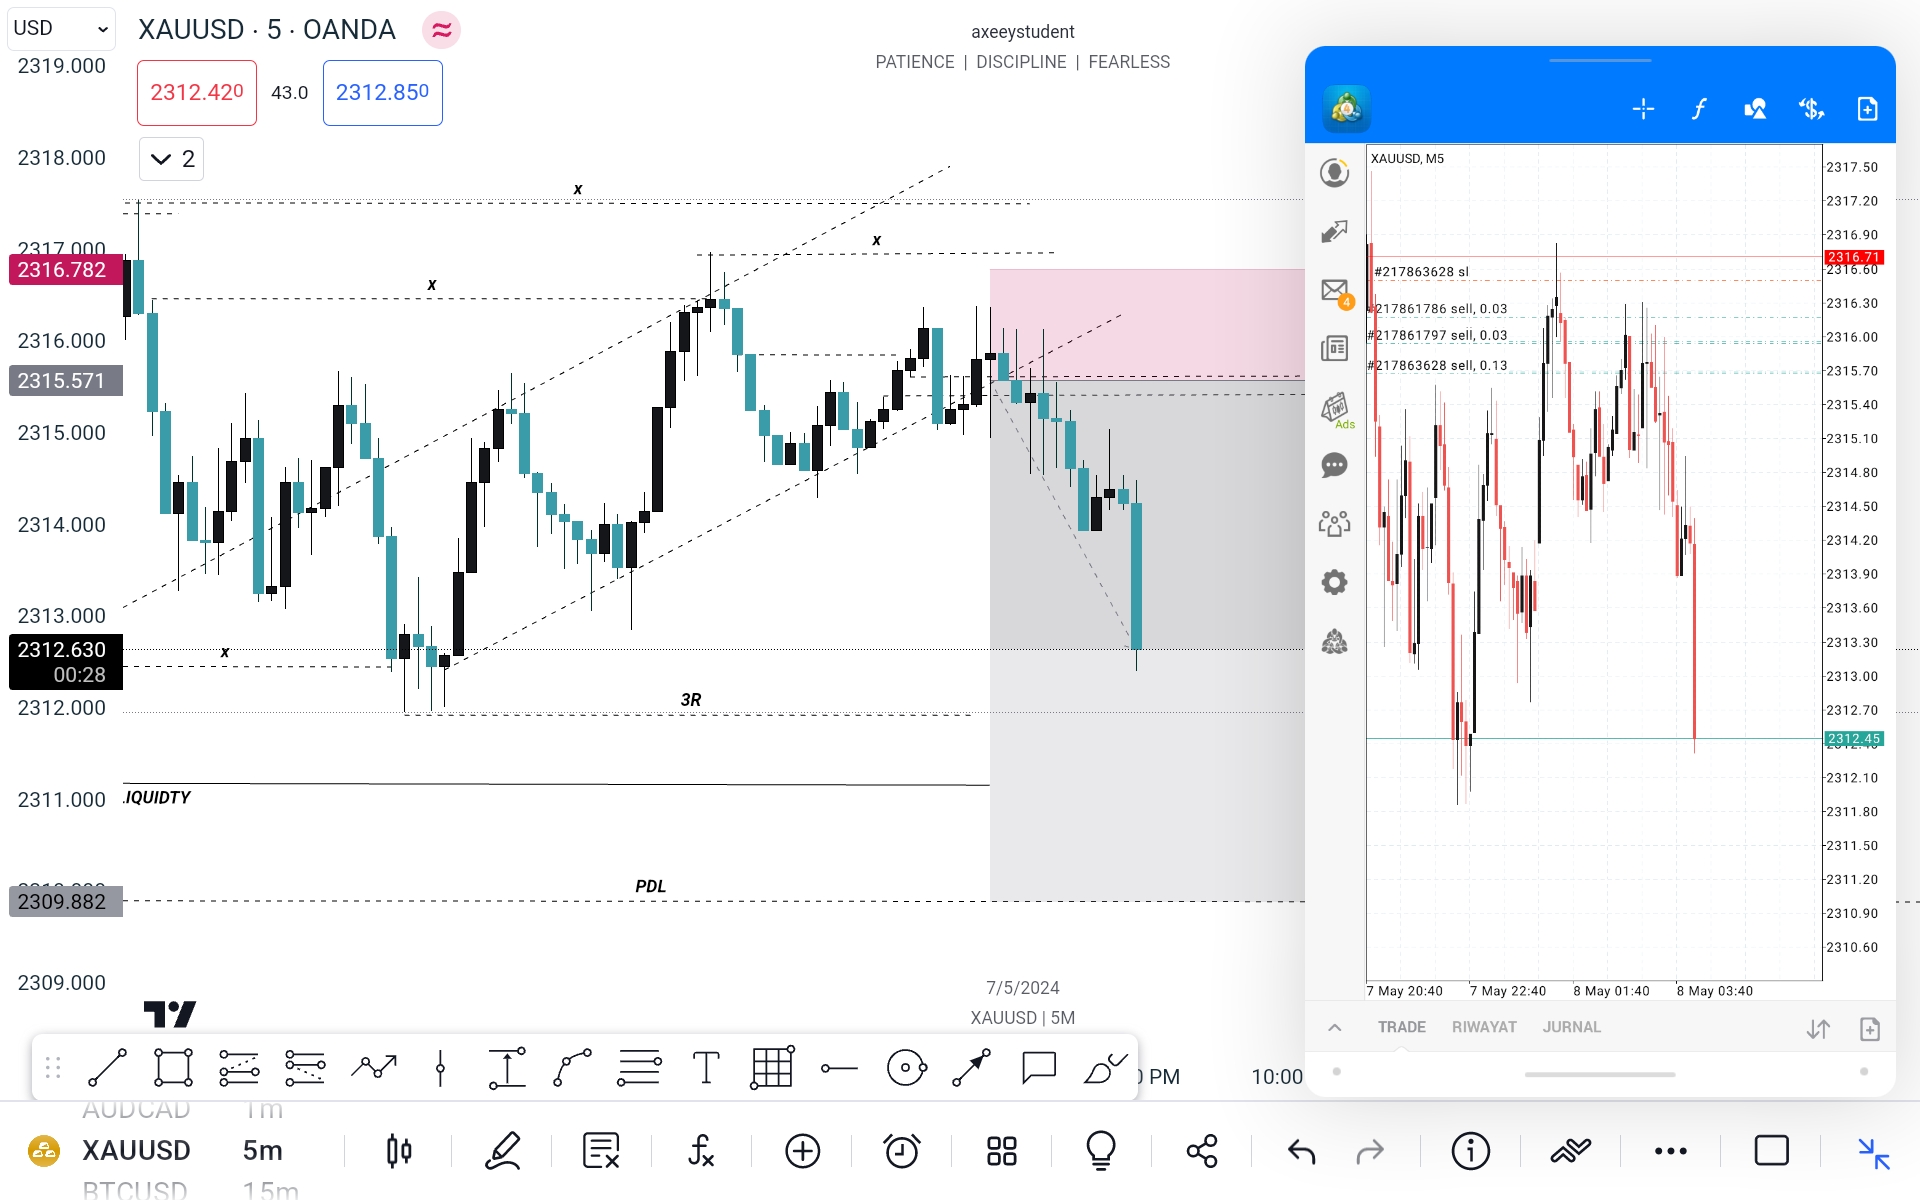 USD
XAUUSD · 5 · OANDA
axeeystudent
PATIENCE | DISCIPLINE | FEARLESS
2312.420
43.0
2312.850
2
2319.000
2318.000
2317.000
2316.782
2316.000
2315.571
2315.000
2314.000
2313.000
2312.630
00:28
2312.000
2311.000
2309.882
2309.000
x
x
x
x
3R
.IQUIDTY
PDL
7/5/2024
XAUUSD | 5M
0 PM
10:00
AUDCAD 1m
XAUUSD 5m
BTCUSD 15m
4
Ads
XAUUSD, M5
#217863628 sl
#217861786 sell, 0.03
#217861797 sell, 0.03
#217863628 sell, 0.13
2317.50
2317.20
2316.90
2316.71
2316.60
2316.30
2316.00
2315.70
2315.40
2315.10
2314.80
2314.50
2314.20
2313.90
2313.60
2313.30
2313.00
2312.70
2312.45
2312.10
2311.80
2311.50
2311.20
2310.90
2310.60
7 May 20:40
7 May 22:40
8 May 01:40
8 May 03:40
TRADE
RIWAYAT
JURNAL